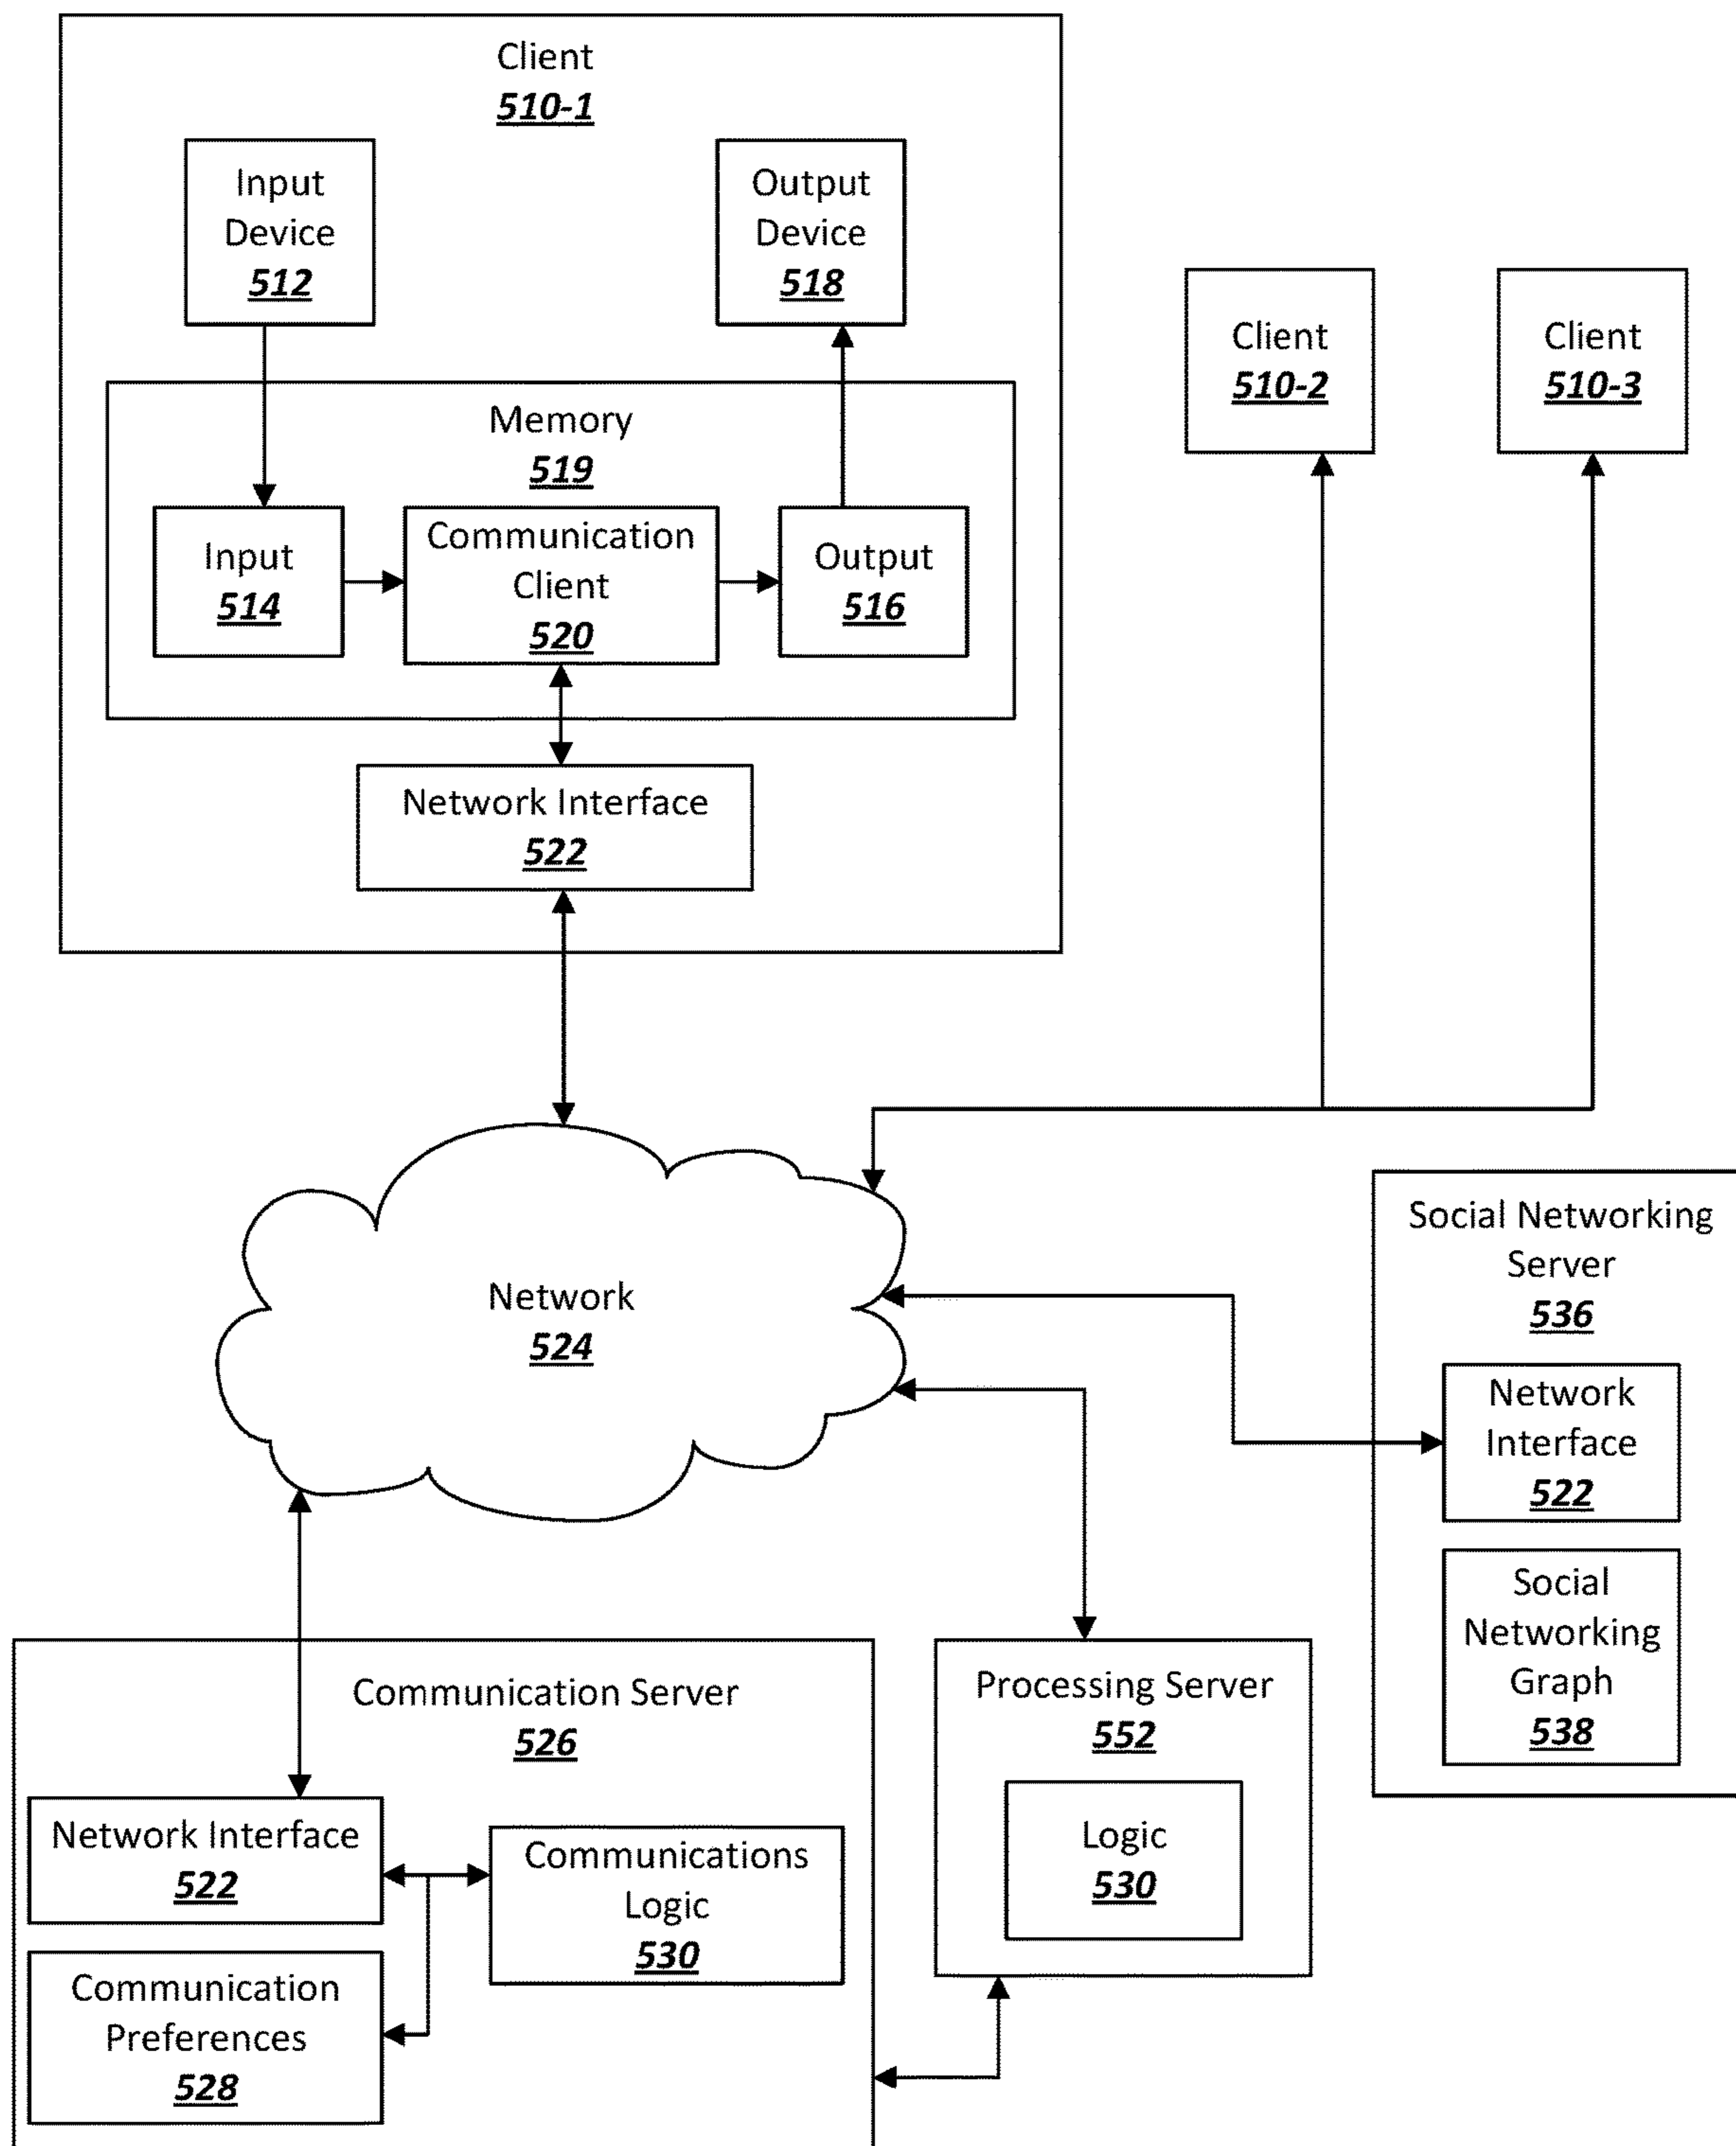 Client
510-1
Input
Device
512
Output
Device
518
Client
510-2
Client
510-3
Memory
519
Input
514
Communication
Client
520
Output
516
Network Interface
522
Network
524
Social Networking
Server
536
Network
Interface
522
Social
Networking
Graph
538
Communication Server
526
Network Interface
522
Communications
Logic
530
Communication
Preferences
528
Processing Server
552
Logic
530